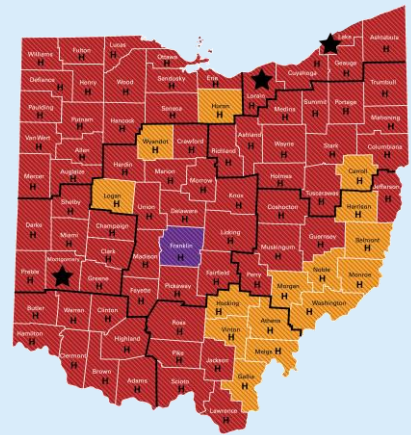 Williams
H
Fulton
H
Lucas
H
Ottawa
H
Lake
H
Ashtabula
H
Defiance
H
Henry
H
Wood
H
Sandusky
H
Erie
H
Lorain
H
Cuyahoga
H
Geauga
H
Trumbull
H
Paulding
H
Putnam
H
Hancock
H
Seneca
H
Huron
H
Medina
H
Summit
H
Portage
H
Mahoning
H
Van Wert
H
Allen
H
Wyandot
H
Crawford
H
Richland
H
Ashland
H
Wayne
H
Stark
H
Columbiana
H
Mercer
H
Auglaize
H
Hardin
H
Marion
H
Morrow
H
Holmes
H
Tuscarawas
H
Carroll
H
Jefferson
H
Shelby
H
Logan
H
Union
H
Delaware
H
Knox
H
Coshocton
H
Harrison
H
Darke
H
Miami
H
Champaign
H
Clark
H
Madison
H
Franklin
H
Licking
H
Muskingum
H
Guernsey
H
Belmont
H
Preble
H
Montgomery
Greene
H
Fayette
H
Pickaway
H
Fairfield
H
Perry
H
Morgan
H
Noble
H
Monroe
H
Butler
H
Warren
H
Clinton
H
Ross
H
Hocking
H
Athens
H
Washington
H
Hamilton
H
Clermont
H
Highland
H
Pike
H
Vinton
H
Meigs
H
Brown
H
Adams
H
Scioto
H
Jackson
H
Gallia
H
Lawrence
H